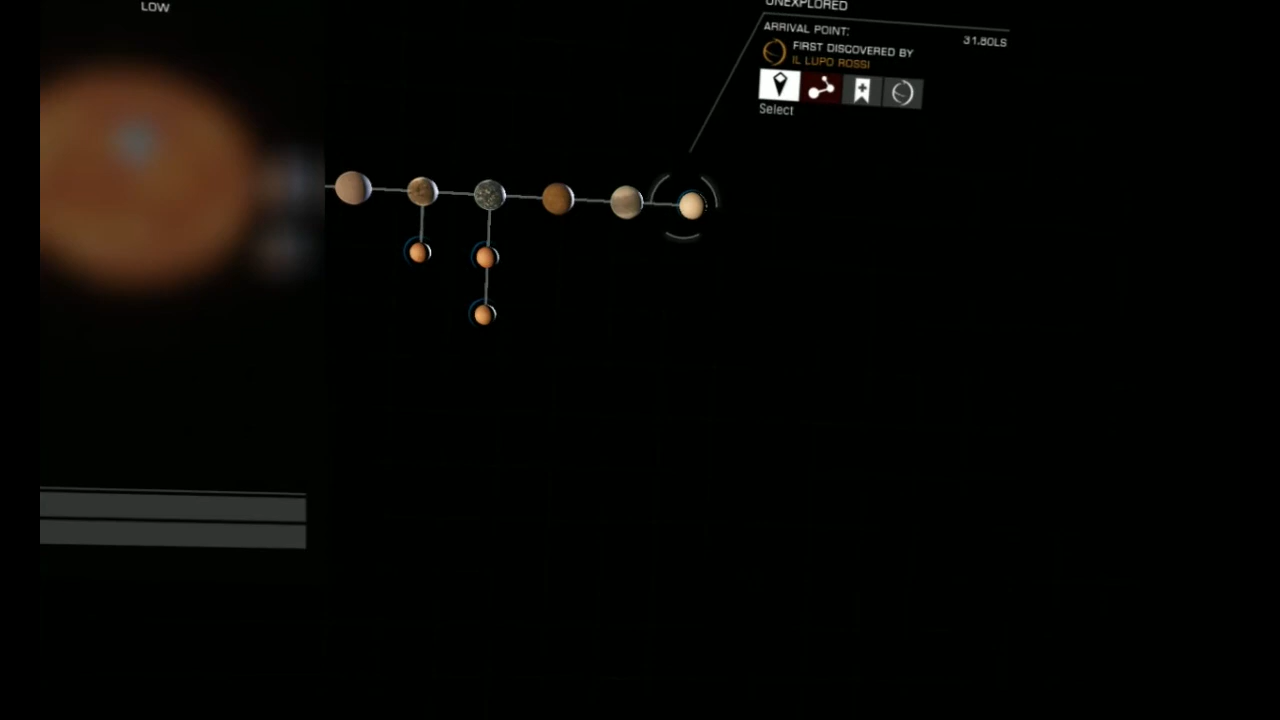 LOW
UNEXPLORED
ARRIVAL POINT:
31.80LS
FIRST DISCOVERED BY
IL LUPO ROSSI
Select